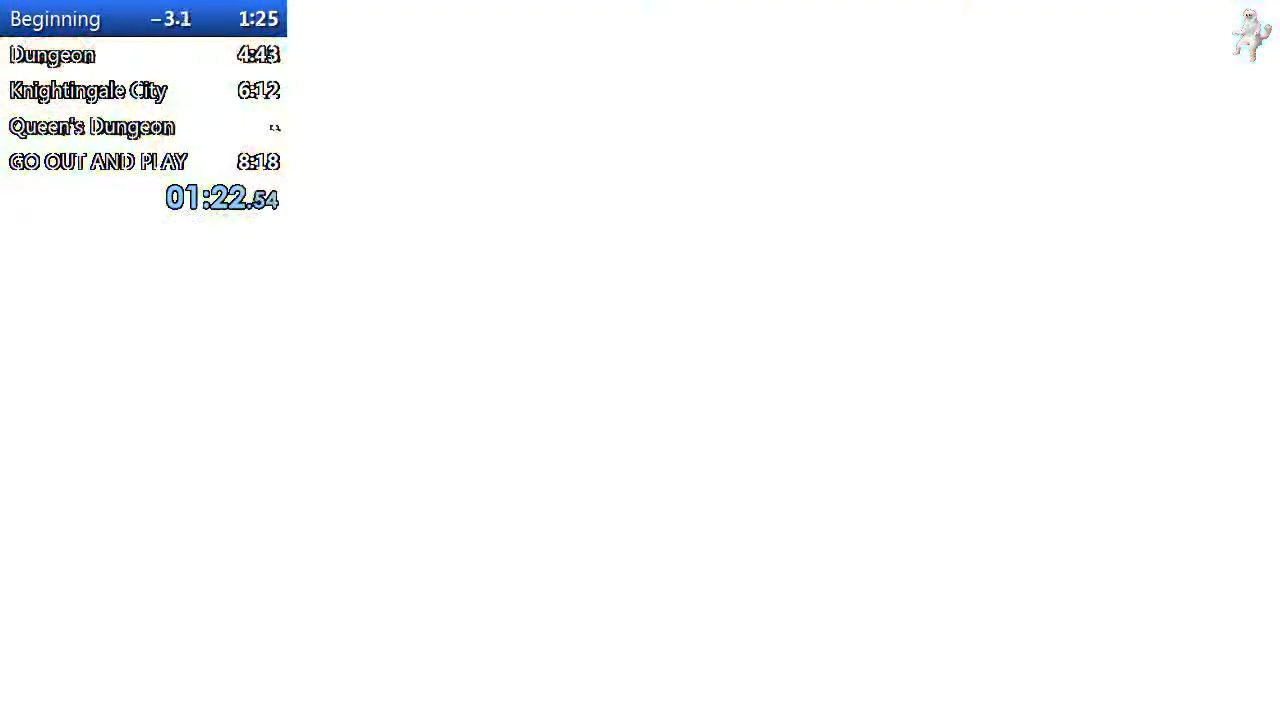 Beginning −3.1 1:25
Dungeon 4:43
Knightingale City 6:12
Queen's Dungeon
GO OUT AND PLAY 8:18
01:22.54